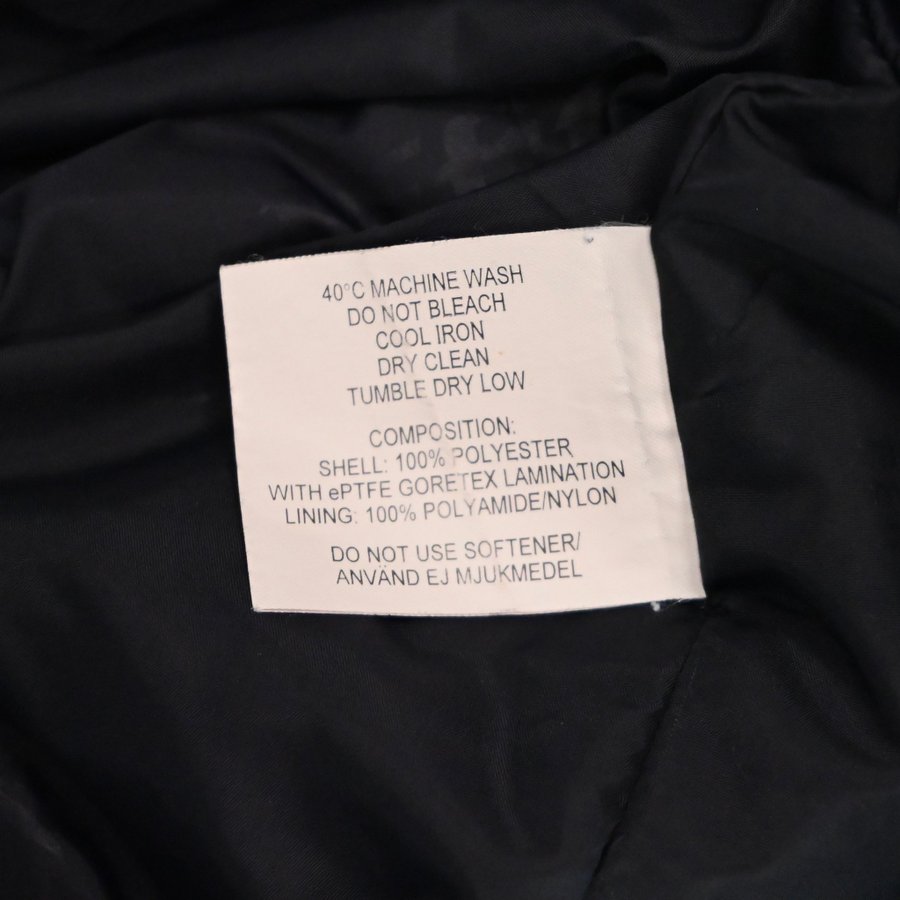 40°C MACHINE WASH
DO NOT BLEACH
COOL IRON
DRY CLEAN
TUMBLE DRY LOW
COMPOSITION:
SHELL: 100% POLYESTER
WITH ePTFE GORETEX LAMINATION
LINING: 100% POLYAMIDE/NYLON
DO NOT USE SOFTENER/
ANVÄND EJ MJUKMEDEL